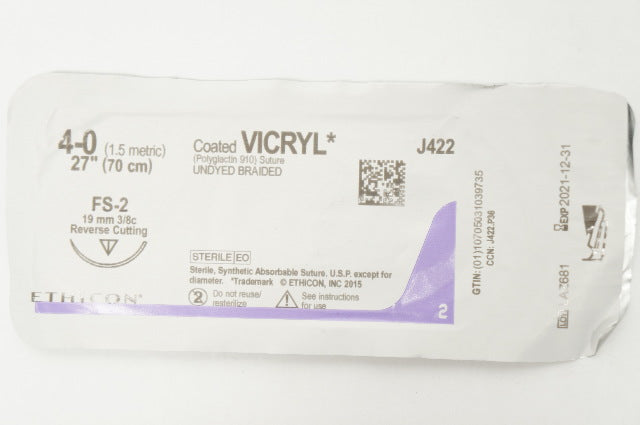 4-0 (1.5 metric)
27" (70 cm)
Coated VICRYL*
(Polyglactin 910) Suture
UNDYED BRAIDED
J422
FS-2
19 mm 3/8c
Reverse Cutting
STERILE EO
Sterile, Synthetic Absorbable Suture, U.S.P. except for
diameter. *Trademark © ETHICON, INC 2015
2 Do not reuse/
resterilize
See instructions
for use
ETHICON
2
GTIN: (01)10705031039735
CCN: J422.P36
EXP 2021-12-31
LOT